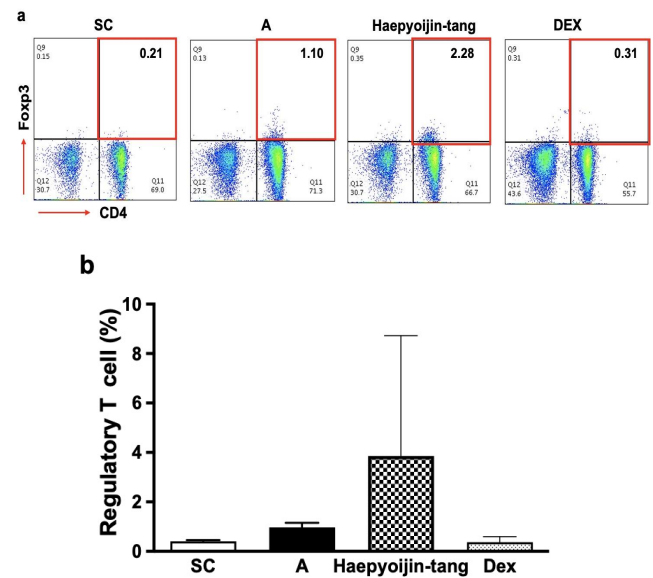 a
SC A Haepyoijin-tang DEX
Q9 Q9 Q9 Q9
0.15 0.21 0.13 1.10 0.35 2.28 0.31 0.31
Foxp3
Q12 Q11 Q12 Q11 Q12 Q11 Q12 Q11
30.7 69.0 27.5 71.3 30.7 66.7 43.6 55.7
CD4
b
Regulatory T cell (%)
10
8
6
4
2
0
SC A Haepyoijin-tang Dex